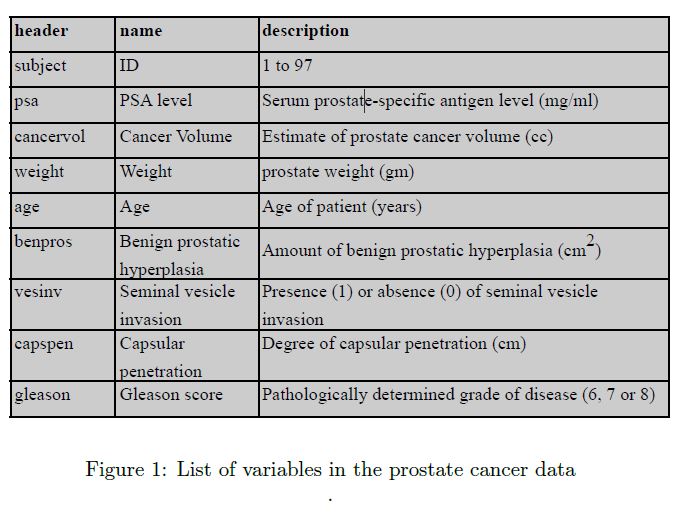 header name description
subject ID 1 to 97
psa PSA level Serum prostate-specific antigen level (mg/ml)
cancervol Cancer Volume Estimate of prostate cancer volume (cc)
weight Weight prostate weight (gm)
age Age Age of patient (years)
benpros Benign prostatic hyperplasia Amount of benign prostatic hyperplasia (cm²)
vesinv Seminal vesicle invasion Presence (1) or absence (0) of seminal vesicle invasion
capspen Capsular penetration Degree of capsular penetration (cm)
gleason Gleason score Pathologically determined grade of disease (6, 7 or 8)
Figure 1: List of variables in the prostate cancer data
.